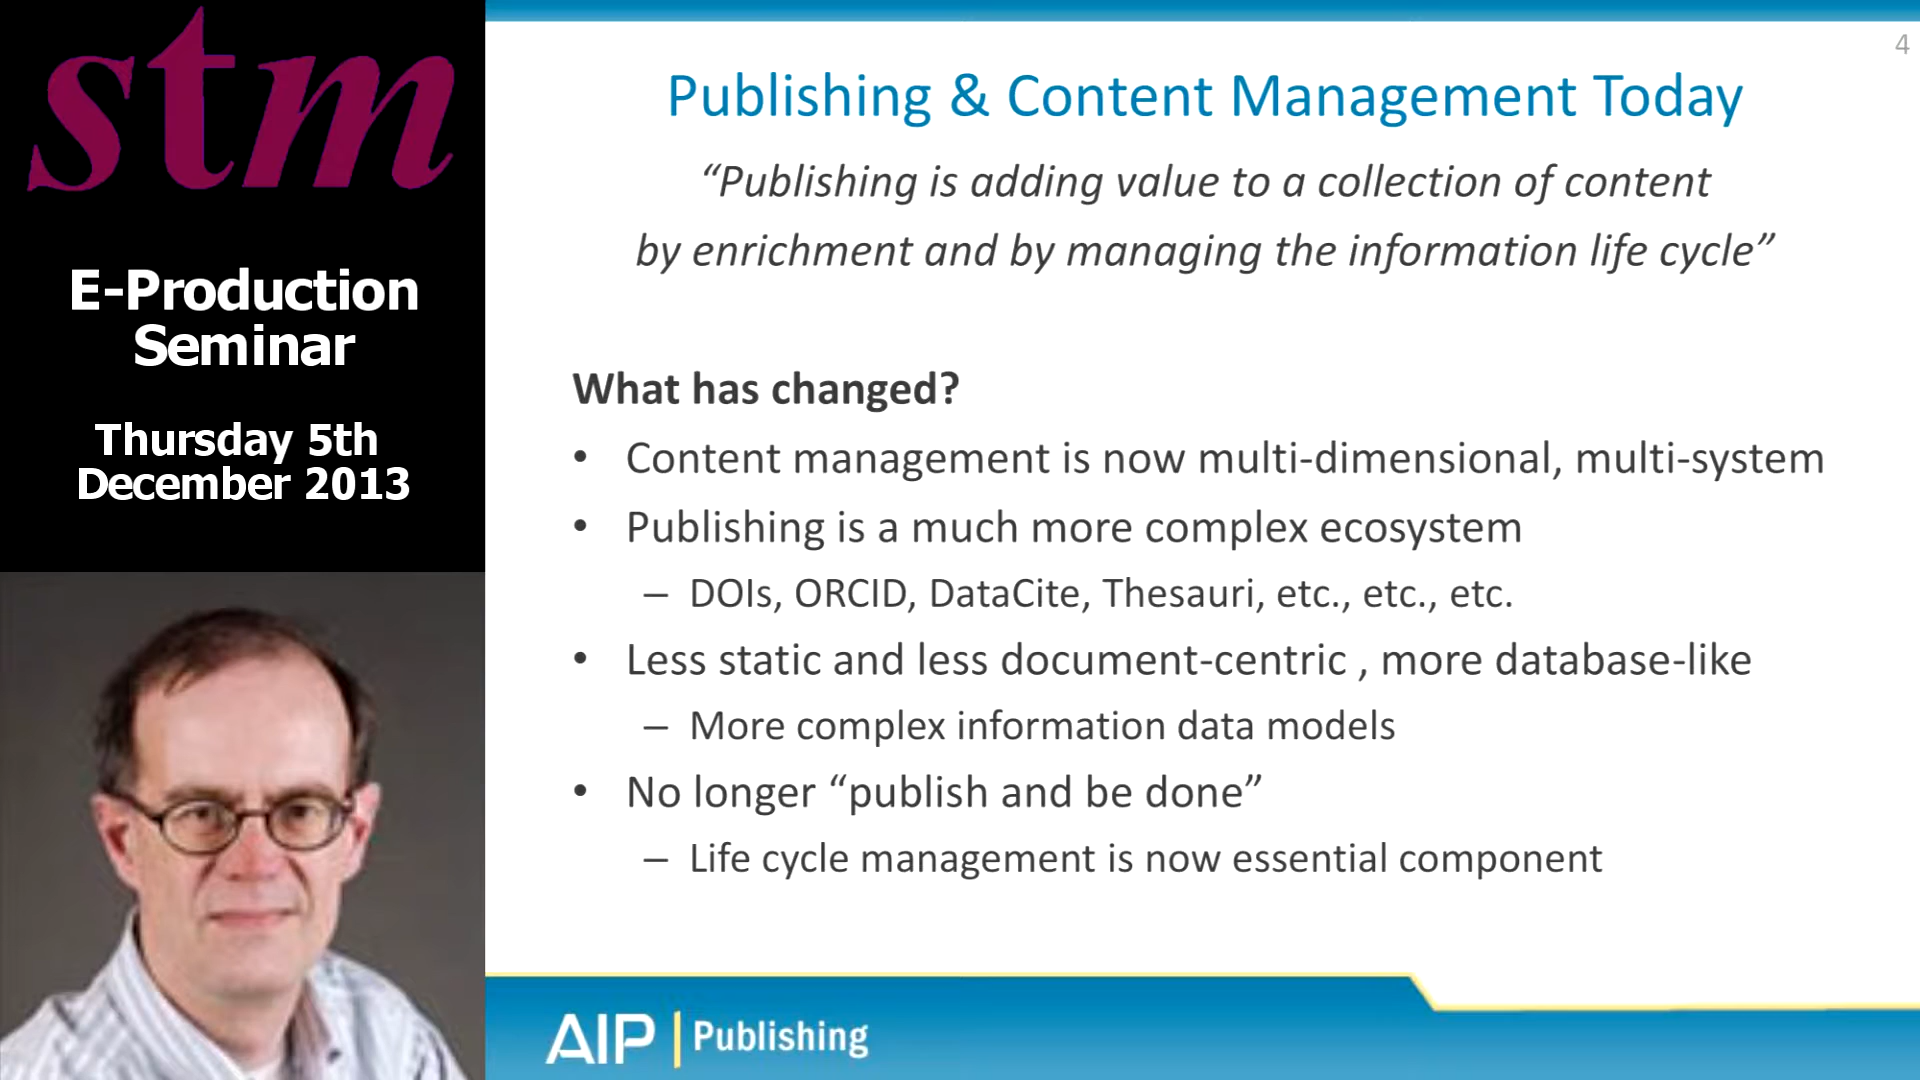 stm
E-Production
Seminar
Thursday 5th
December 2013
4
Publishing & Content Management Today
“Publishing is adding value to a collection of content
by enrichment and by managing the information life cycle”
What has changed?
• Content management is now multi-dimensional, multi-system
• Publishing is a much more complex ecosystem
– DOIs, ORCID, DataCite, Thesauri, etc., etc., etc.
• Less static and less document-centric , more database-like
– More complex information data models
• No longer “publish and be done”
– Life cycle management is now essential component
AIP | Publishing